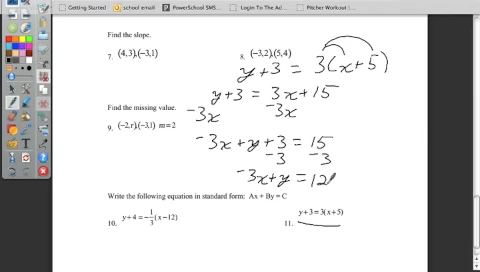 Getting Started school email PowerSchool SMS... Login To The Ad... Pitcher Workout :...
Find the slope.
7. (4,3),(−3,1) 8. (−3,2),(5,4)
y+3 = 3(x+5)
y+3 = 3x+15
-3x -3x
Find the missing value.
9. (−2,r),(−3,1) m=2
-3x+y+3 = 15
-3 -3
-3x+y = 12
Write the following equation in standard form: Ax + By = C
10. y+4=−1/3(x−12) 11. y+3=3(x+5)